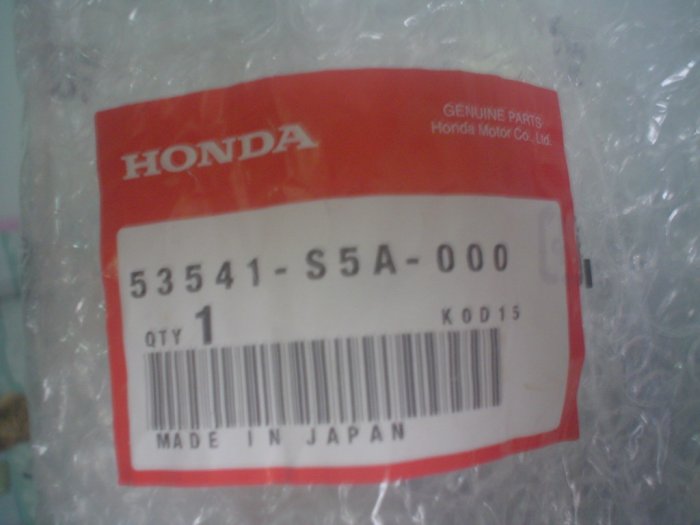 HONDA
GENUINE PARTS
Honda Motor Co., Ltd.
53541-S5A-000
QTY 1
K0D15
MADE IN JAPAN